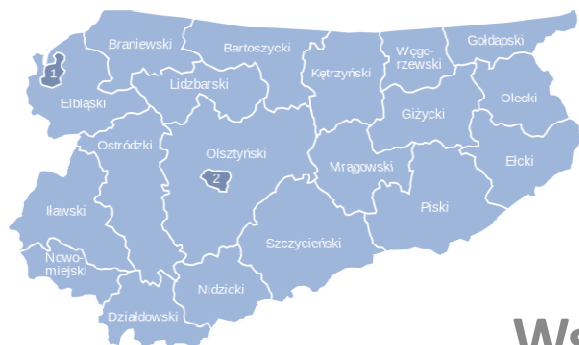 Braniewski
Bartoszycki
Gołdapski
Węgo-
rzewski
Kętrzyński
1
Lidzbarski
Olecki
Elbląski
Giżycki
Ostródzki
Olsztyński
Ełcki
Mrągowski
2
Iławski
Piski
Szczycieński
Nowo-
miejski
Nidzicki
Działdowski